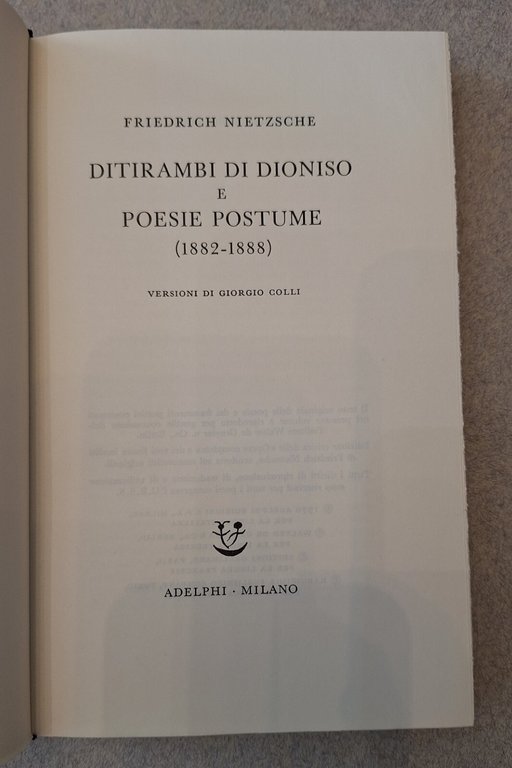 FRIEDRICH NIETZSCHE
DITIRAMBI DI DIONISO
E
POESIE POSTUME
(1882-1888)
VERSIONI DI GIORGIO COLLI
ADELPHI · MILANO